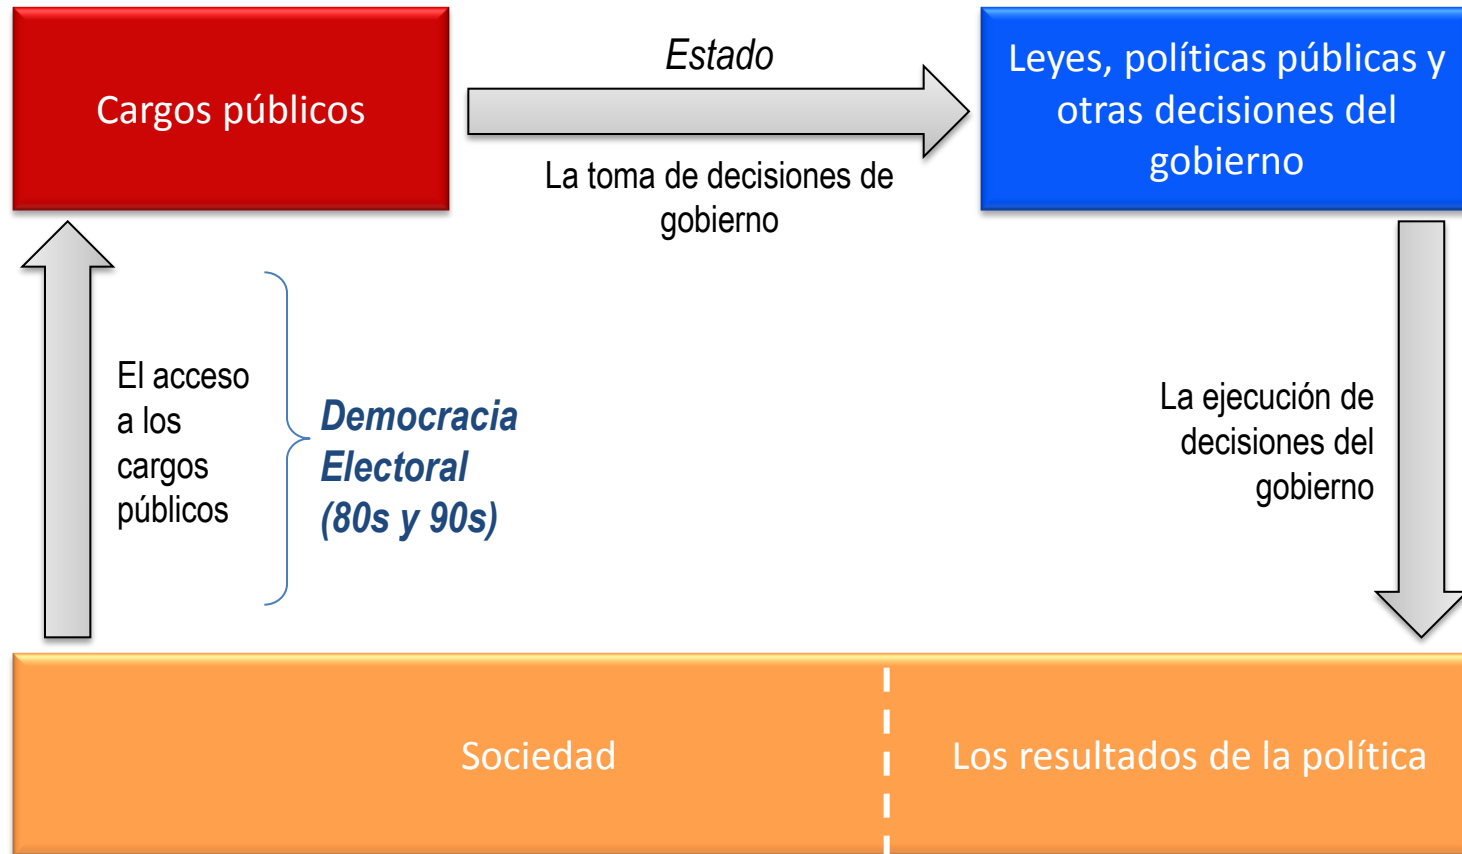 Cargos públicos
Estado
La toma de decisiones de
gobierno
Leyes, políticas públicas y
otras decisiones del
gobierno
El acceso
a los
cargos
públicos
Democracia
Electoral
(80s y 90s)
La ejecución de
decisiones del
gobierno
Sociedad
Los resultados de la política